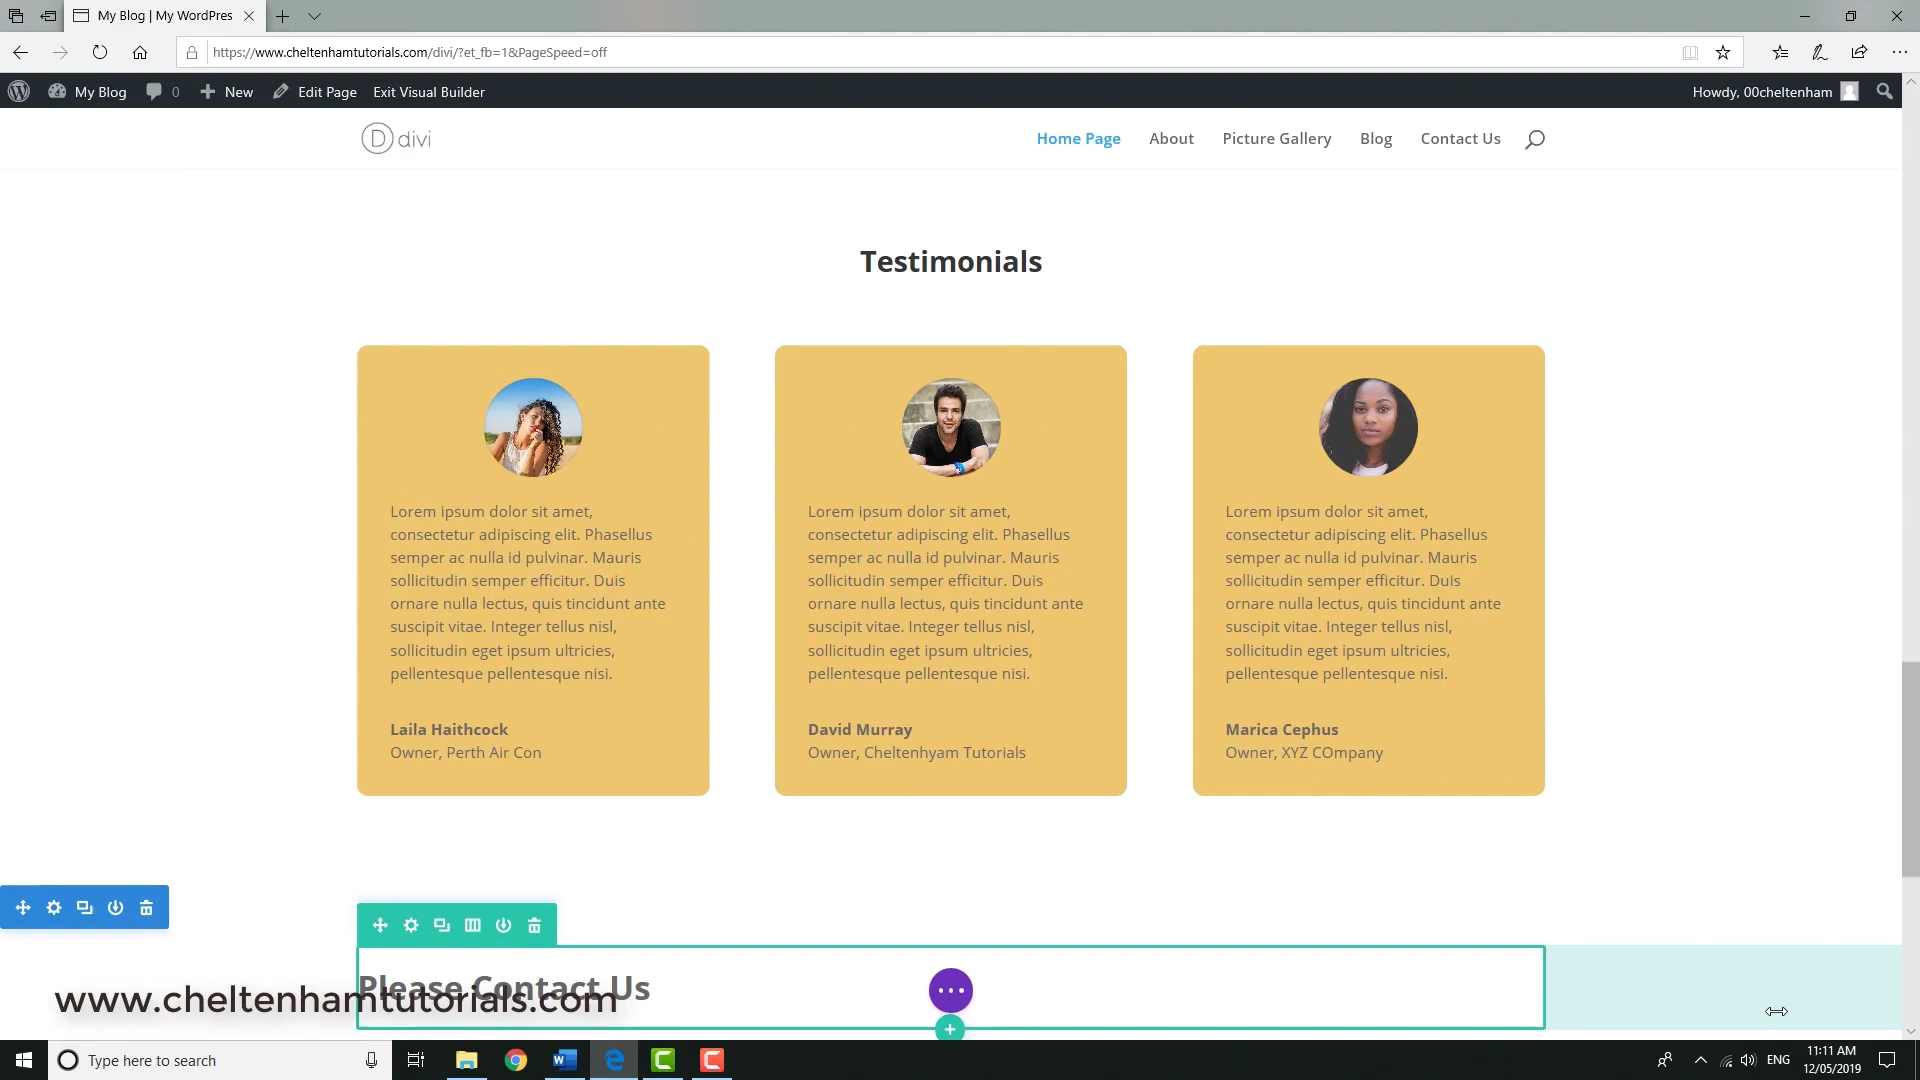 My Blog | My WordPres
https://www.cheltenhamtutorials.com/divi/?et_fb=1&PageSpeed=off
My Blog 0 New Edit Page Exit Visual Builder Howdy, 00cheltenham
D divi Home Page About Picture Gallery Blog Contact Us
Testimonials
Lorem ipsum dolor sit amet,
consectetur adipiscing elit. Phasellus
semper ac nulla id pulvinar. Mauris
sollicitudin semper efficitur. Duis
ornare nulla lectus, quis tincidunt ante
suscipit vitae. Integer tellus nisl,
sollicitudin eget ipsum ultricies,
pellentesque pellentesque nisi.
Laila Haithcock
Owner, Perth Air Con
Lorem ipsum dolor sit amet,
consectetur adipiscing elit. Phasellus
semper ac nulla id pulvinar. Mauris
sollicitudin semper efficitur. Duis
ornare nulla lectus, quis tincidunt ante
suscipit vitae. Integer tellus nisl,
sollicitudin eget ipsum ultricies,
pellentesque pellentesque nisi.
David Murray
Owner, Cheltenhyam Tutorials
Lorem ipsum dolor sit amet,
consectetur adipiscing elit. Phasellus
semper ac nulla id pulvinar. Mauris
sollicitudin semper efficitur. Duis
ornare nulla lectus, quis tincidunt ante
suscipit vitae. Integer tellus nisl,
sollicitudin eget ipsum ultricies,
pellentesque pellentesque nisi.
Marica Cephus
Owner, XYZ COmpany
Please Contact Us
www.cheltenhamtutorials.com
Type here to search
ENG
11:11 AM
12/05/2019